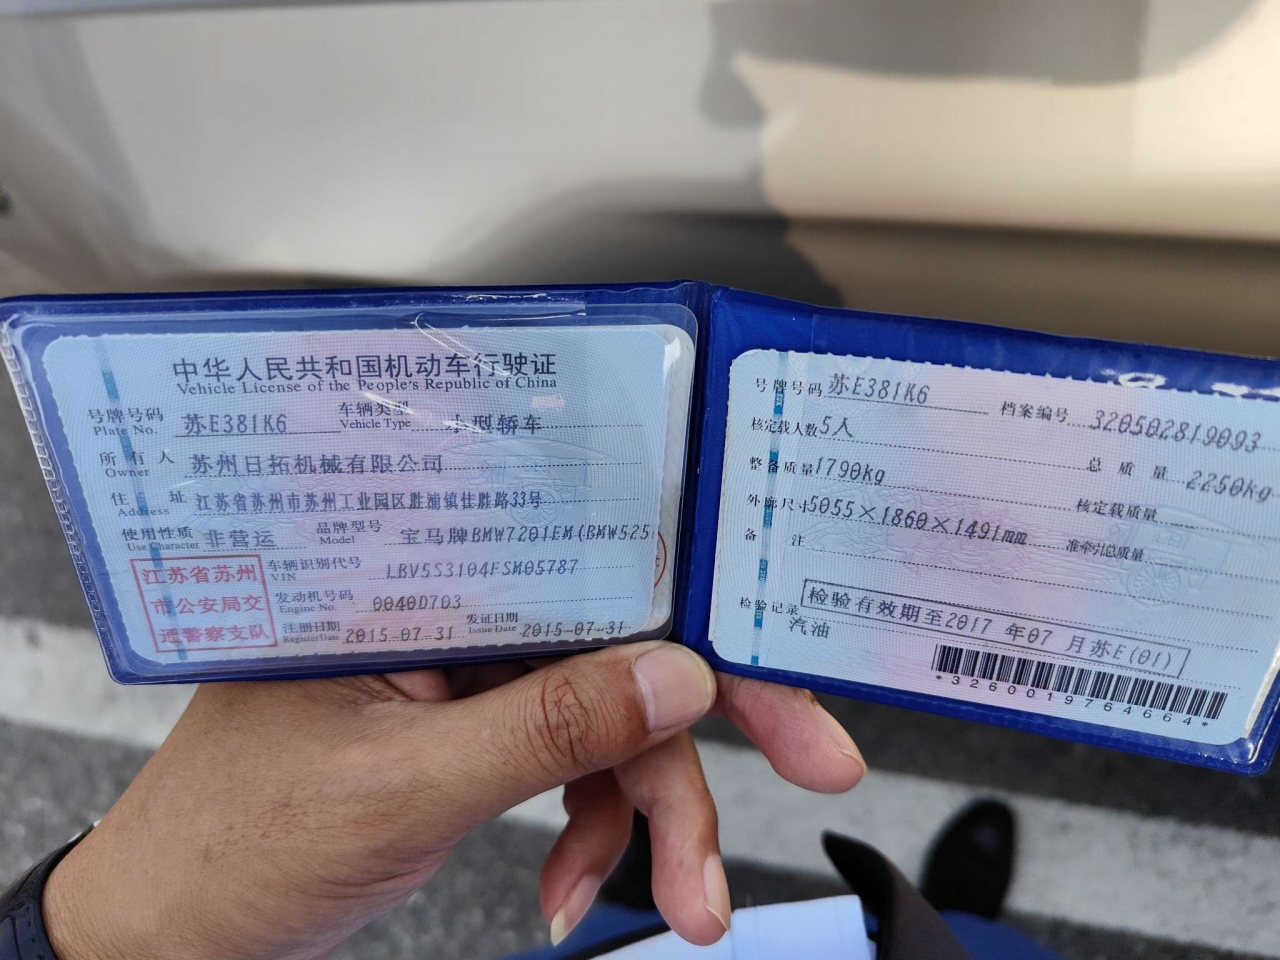 中华人民共和国机动车行驶证
Vehicle License of the People's Republic of China
号牌号码 苏E381K6 车辆类型 小型轿车
Plate No. Vehicle Type
所有人 苏州日拓机械有限公司
Owner
住址 江苏省苏州市苏州工业园区胜浦镇佳胜路33号
Address
使用性质 非营运 品牌型号 宝马牌BMW7201EM(BMW525
Use Character Model
江苏省苏州
市公安局交
通警察支队
车辆识别代号 LBV5S3104FSM05787
VIN
发动机号码 0040D703
Engine No.
注册日期 2015-07-31 发证日期 2015-07-31
Register Date Issue Date
号牌号码 苏E381K6 档案编号 320502819093
核定载人数 5人 总质量 2250kg
整备质量 1790kg 核定载质量
外廓尺寸 5055×1860×1491mm 准牵引总质量
备注
检验记录 检验有效期至2017年07月苏E(01)
汽油
*3260019764664*